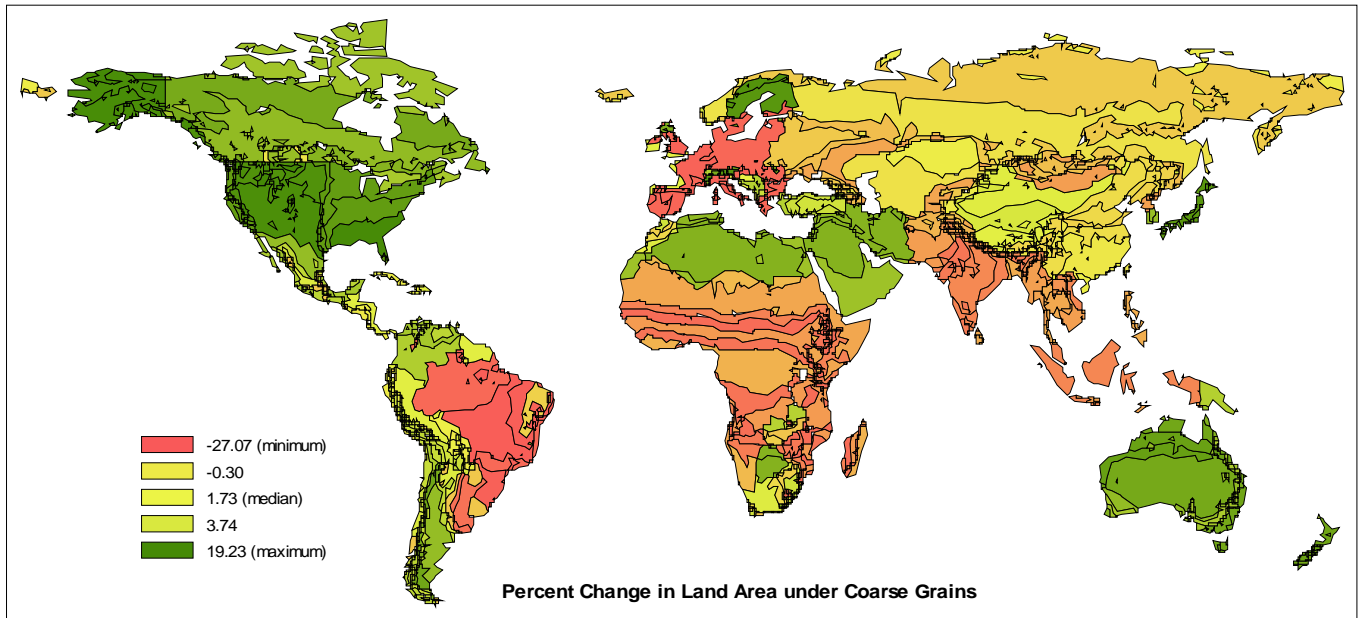 -27.07 (minimum)
-0.30
1.73 (median)
3.74
19.23 (maximum)
Percent Change in Land Area under Coarse Grains